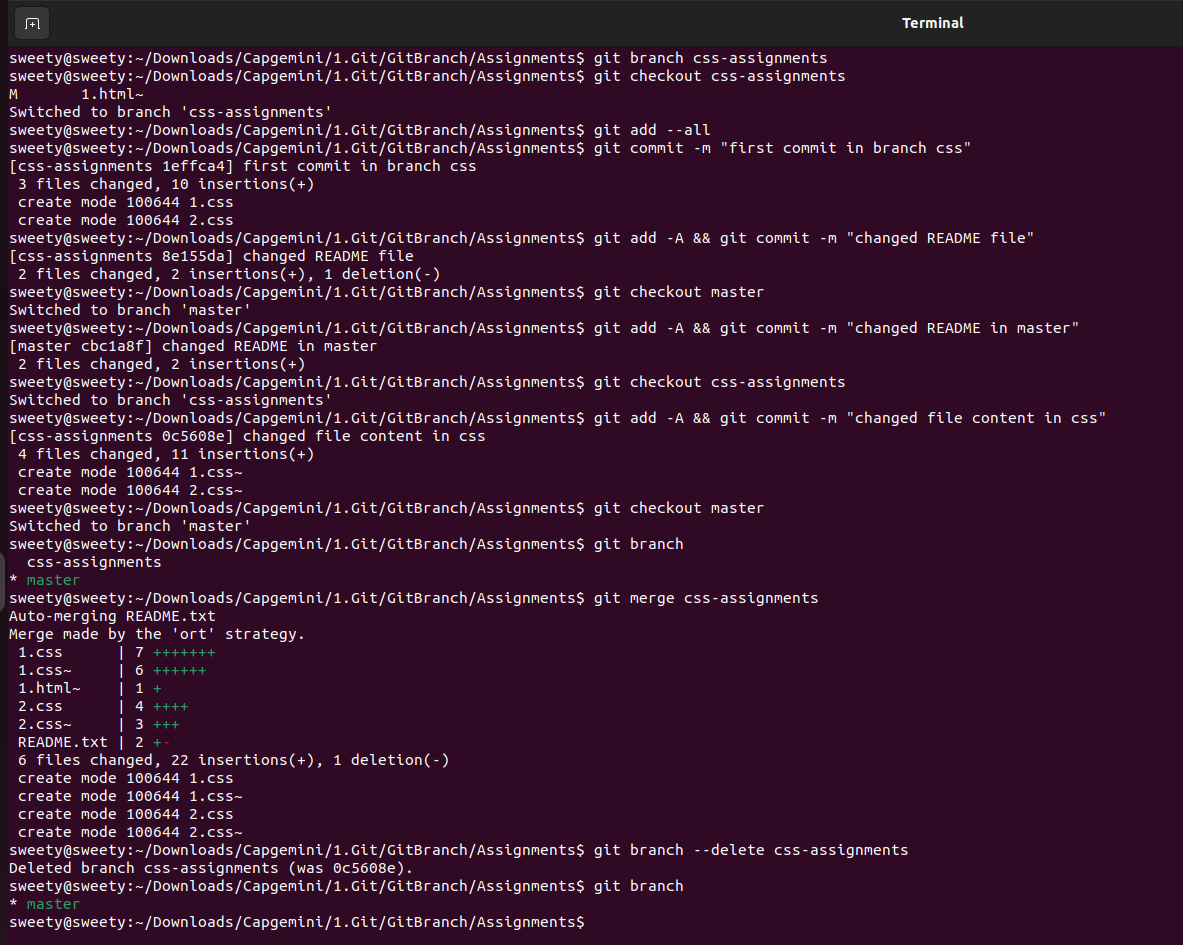 Terminal
sweety@sweety:~/Downloads/Capgemini/1.Git/GitBranch/Assignments$ git branch css-assignments
sweety@sweety:~/Downloads/Capgemini/1.Git/GitBranch/Assignments$ git checkout css-assignments
M       1.html~
Switched to branch 'css-assignments'
sweety@sweety:~/Downloads/Capgemini/1.Git/GitBranch/Assignments$ git add --all
sweety@sweety:~/Downloads/Capgemini/1.Git/GitBranch/Assignments$ git commit -m "first commit in branch css"
[css-assignments 1effca4] first commit in branch css
 3 files changed, 10 insertions(+)
 create mode 100644 1.css
 create mode 100644 2.css
sweety@sweety:~/Downloads/Capgemini/1.Git/GitBranch/Assignments$ git add -A && git commit -m "changed README file"
[css-assignments 8e155da] changed README file
 2 files changed, 2 insertions(+), 1 deletion(-)
sweety@sweety:~/Downloads/Capgemini/1.Git/GitBranch/Assignments$ git checkout master
Switched to branch 'master'
sweety@sweety:~/Downloads/Capgemini/1.Git/GitBranch/Assignments$ git add -A && git commit -m "changed README in master"
[master cbc1a8f] changed README in master
 2 files changed, 2 insertions(+)
sweety@sweety:~/Downloads/Capgemini/1.Git/GitBranch/Assignments$ git checkout css-assignments
Switched to branch 'css-assignments'
sweety@sweety:~/Downloads/Capgemini/1.Git/GitBranch/Assignments$ git add -A && git commit -m "changed file content in css"
[css-assignments 0c5608e] changed file content in css
 4 files changed, 11 insertions(+)
 create mode 100644 1.css~
 create mode 100644 2.css~
sweety@sweety:~/Downloads/Capgemini/1.Git/GitBranch/Assignments$ git checkout master
Switched to branch 'master'
sweety@sweety:~/Downloads/Capgemini/1.Git/GitBranch/Assignments$ git branch
  css-assignments
* master
sweety@sweety:~/Downloads/Capgemini/1.Git/GitBranch/Assignments$ git merge css-assignments
Auto-merging README.txt
Merge made by the 'ort' strategy.
 1.css      | 7 +++++++
 1.css~     | 6 ++++++
 1.html~    | 1 +
 2.css      | 4 ++++
 2.css~     | 3 +++
 README.txt | 2 +-
 6 files changed, 22 insertions(+), 1 deletion(-)
 create mode 100644 1.css
 create mode 100644 1.css~
 create mode 100644 2.css
 create mode 100644 2.css~
sweety@sweety:~/Downloads/Capgemini/1.Git/GitBranch/Assignments$ git branch --delete css-assignments
Deleted branch css-assignments (was 0c5608e).
sweety@sweety:~/Downloads/Capgemini/1.Git/GitBranch/Assignments$ git branch
* master
sweety@sweety:~/Downloads/Capgemini/1.Git/GitBranch/Assignments$